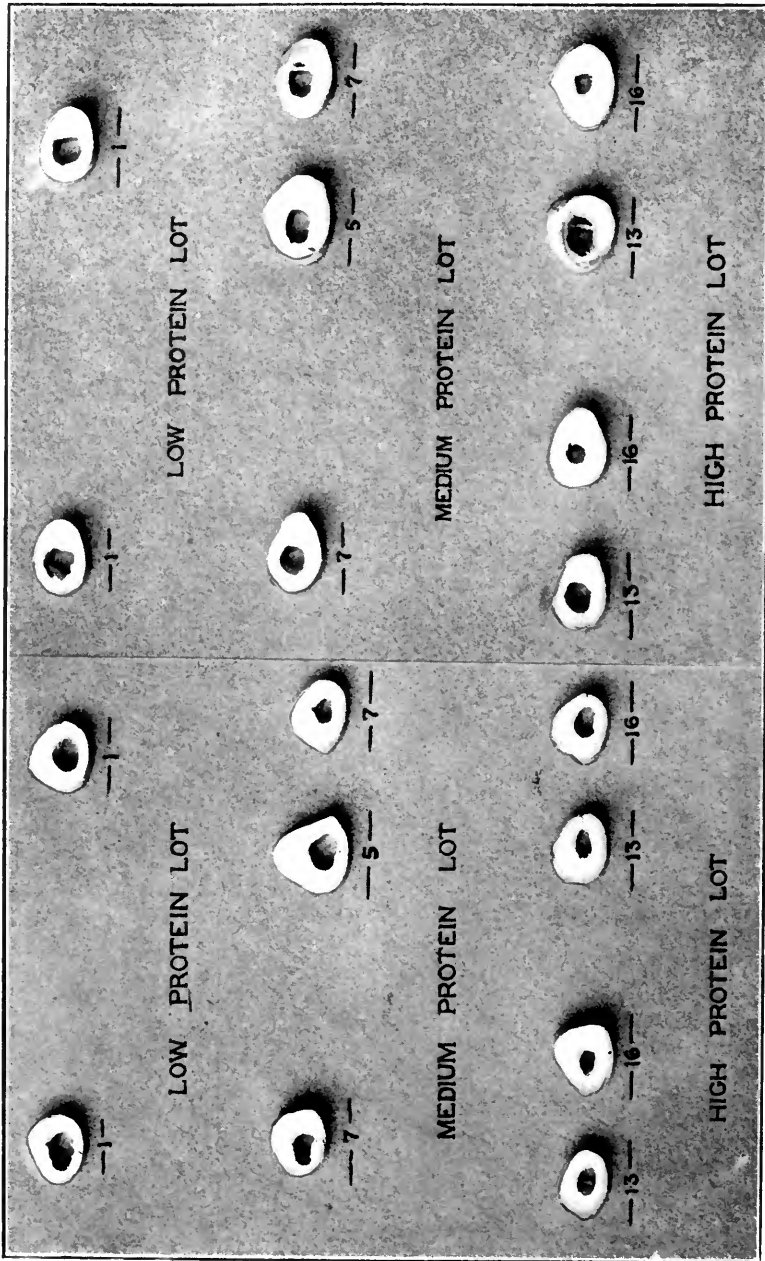 —1— —1— —1— —1—
LOW PROTEIN LOT LOW PROTEIN LOT
—7— —5— —7— —7— —5— —7—
MEDIUM PROTEIN LOT MEDIUM PROTEIN LOT
—13— —16— —13— —16— —13— —16— —13— —16—
HIGH PROTEIN LOT HIGH PROTEIN LOT